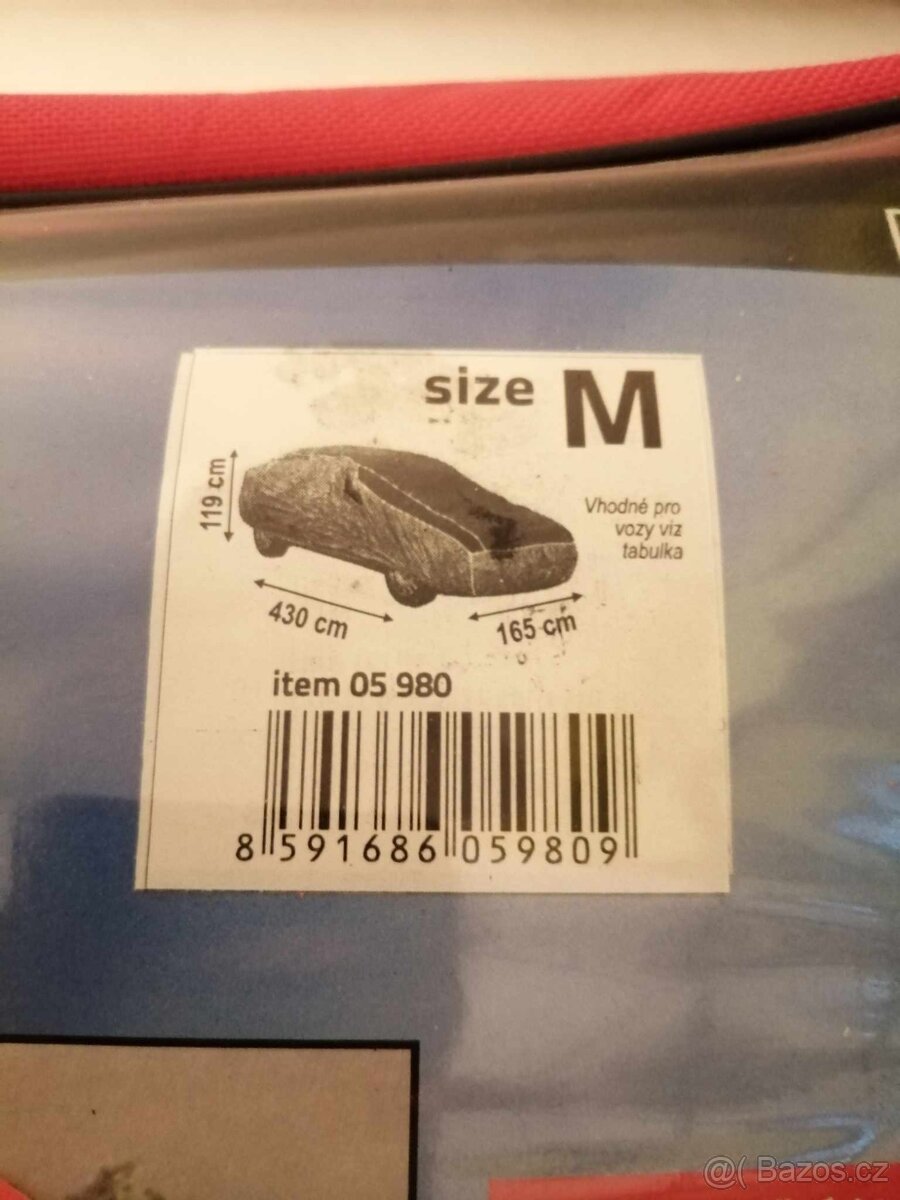 size M
119 cm
Vhodné pro
vozy viz
tabulka
430 cm
165 cm
item 05 980
8 591686 059809
@( Bazos.cz